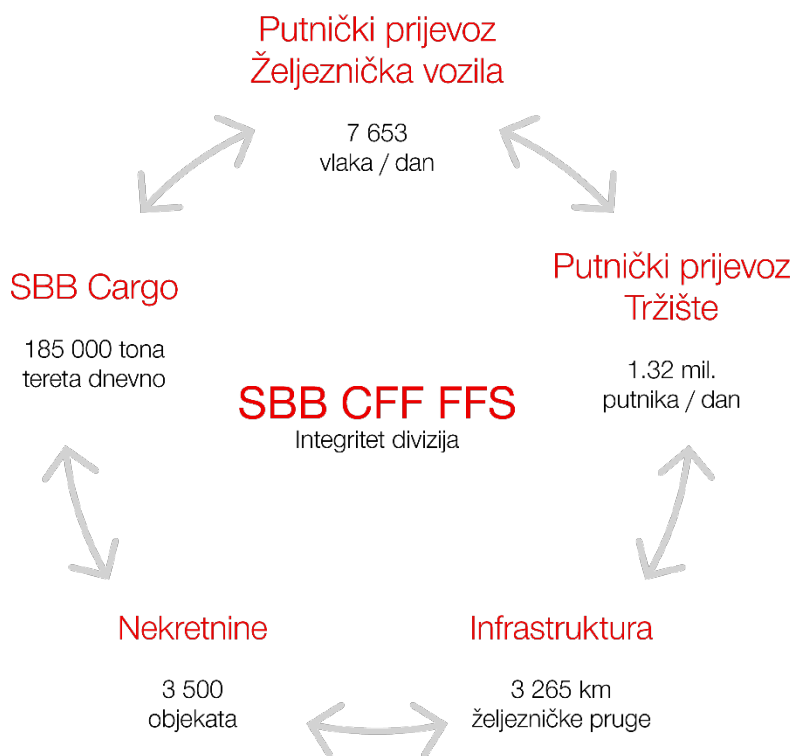 Putnički prijevoz
Željeznička vozila
7 653
vlaka / dan
SBB Cargo
185 000 tona
tereta dnevno
Putnički prijevoz
Tržište
1.32 mil.
putnika / dan
SBB CFF FFS
Integritet divizija
Nekretnine
3 500
objekata
Infrastruktura
3 265 km
željezničke pruge